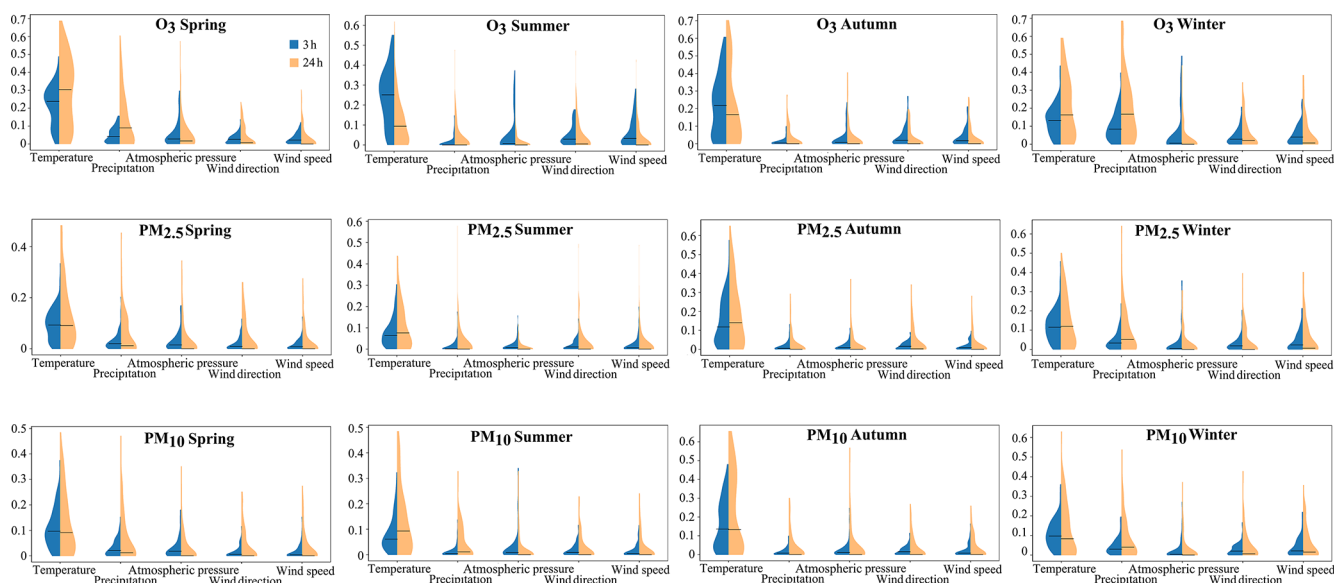 O3 Spring
0.7
0.6
0.5
0.4
0.3
0.2
0.1
0
3 h
24 h
Temperature
Precipitation
Atmospheric pressure
Wind direction
Wind speed
O3 Summer
0.6
0.5
0.4
0.3
0.2
0.1
0
Temperature
Precipitation
Atmospheric pressure
Wind direction
Wind speed
O3 Autumn
0.7
0.6
0.5
0.4
0.3
0.2
0.1
0
Temperature
Precipitation
Atmospheric pressure
Wind direction
Wind speed
O3 Winter
0.7
0.6
0.5
0.4
0.3
0.2
0.1
0
Temperature
Precipitation
Atmospheric pressure
Wind direction
Wind speed
PM2.5 Spring
0.4
0.2
0
Temperature
Precipitation
Atmospheric pressure
Wind direction
Wind speed
PM2.5 Summer
0.6
0.5
0.4
0.3
0.2
0.1
0
Temperature
Precipitation
Atmospheric pressure
Wind direction
Wind speed
PM2.5 Autumn
0.6
0.5
0.4
0.3
0.2
0.1
0
Temperature
Precipitation
Atmospheric pressure
Wind direction
Wind speed
PM2.5 Winter
0.6
0.5
0.4
0.3
0.2
0.1
0
Temperature
Precipitation
Atmospheric pressure
Wind direction
Wind speed
PM10 Spring
0.5
0.4
0.3
0.2
0.1
0
Temperature
Precipitation
Atmospheric pressure
Wind direction
Wind speed
PM10 Summer
0.5
0.4
0.3
0.2
0.1
0
Temperature
Precipitation
Atmospheric pressure
Wind direction
Wind speed
PM10 Autumn
0.6
0.5
0.4
0.3
0.2
0.1
0
Temperature
Precipitation
Atmospheric pressure
Wind direction
Wind speed
PM10 Winter
0.6
0.5
0.4
0.3
0.2
0.1
0
Temperature
Precipitation
Atmospheric pressure
Wind direction
Wind speed